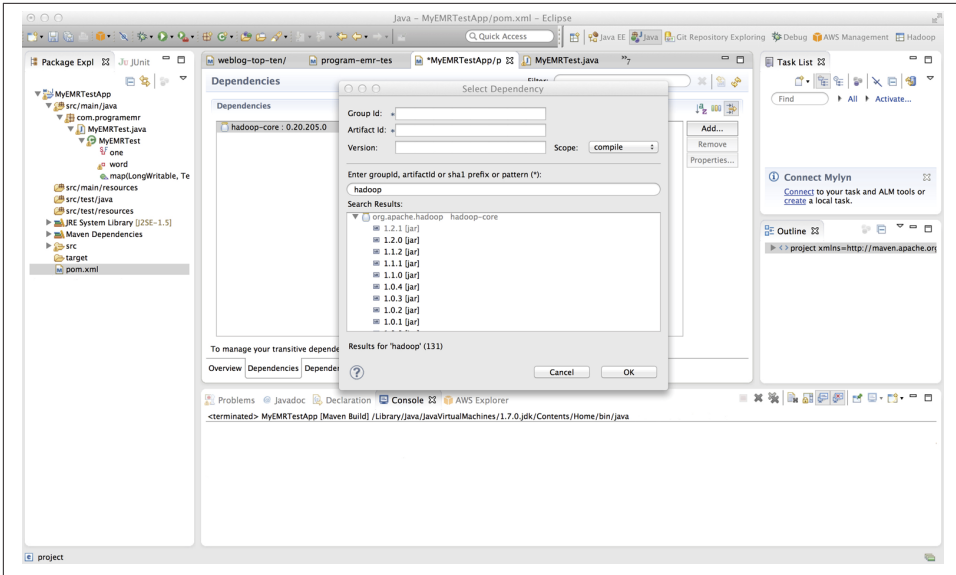 Java – MyEMRTestApp/pom.xml – Eclipse
Quick Access
Java EE
Java
Git Repository Exploring
Debug
AWS Management
Hadoop
Package Expl
JUnit
MyEMRTestApp
src/main/java
com.programemr
MyEMRTest.java
MyEMRTest
one
word
map(LongWritable, Te
src/main/resources
src/test/java
src/test/resources
JRE System Library [J2SE-1.5]
Maven Dependencies
src
target
pom.xml
weblog-top-ten/
program-emr-tes
*MyEMRTestApp/p
MyEMRTest.java
»7
Dependencies
Dependencies
hadoop-core : 0.20.205.0
Add...
Remove
Properties...
To manage your transitive depende
Overview
Dependencies
Depender
Select Dependency
Group Id: *
Artifact Id: *
Version:
Scope:
compile
Enter groupId, artifactId or sha1 prefix or pattern (*):
hadoop
Search Results:
org.apache.hadoop hadoop-core
1.2.1 [jar]
1.2.0 [jar]
1.1.2 [jar]
1.1.1 [jar]
1.1.0 [jar]
1.0.4 [jar]
1.0.3 [jar]
1.0.2 [jar]
1.0.1 [jar]
Results for 'hadoop' (131)
Cancel
OK
Task List
Find
All
Activate...
Connect Mylyn
Connect to your task and ALM tools or
create a local task.
Outline
project xmlns=http://maven.apache.org
Problems
Javadoc
Declaration
Console
AWS Explorer
<terminated> MyEMRTestApp [Maven Build] /Library/Java/JavaVirtualMachines/1.7.0.jdk/Contents/Home/bin/java
project